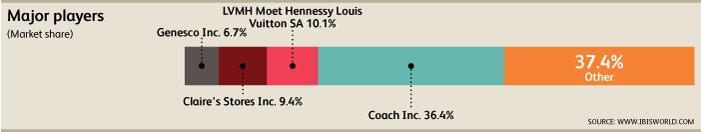 Major players
(Market share)
LVMH Moet Hennessy Louis
Vuitton SA 10.1%
Genesco Inc. 6.7%
37.4%
Other
Claire's Stores Inc. 9.4%
Coach Inc. 36.4%
SOURCE: WWW.IBISWORLD.COM